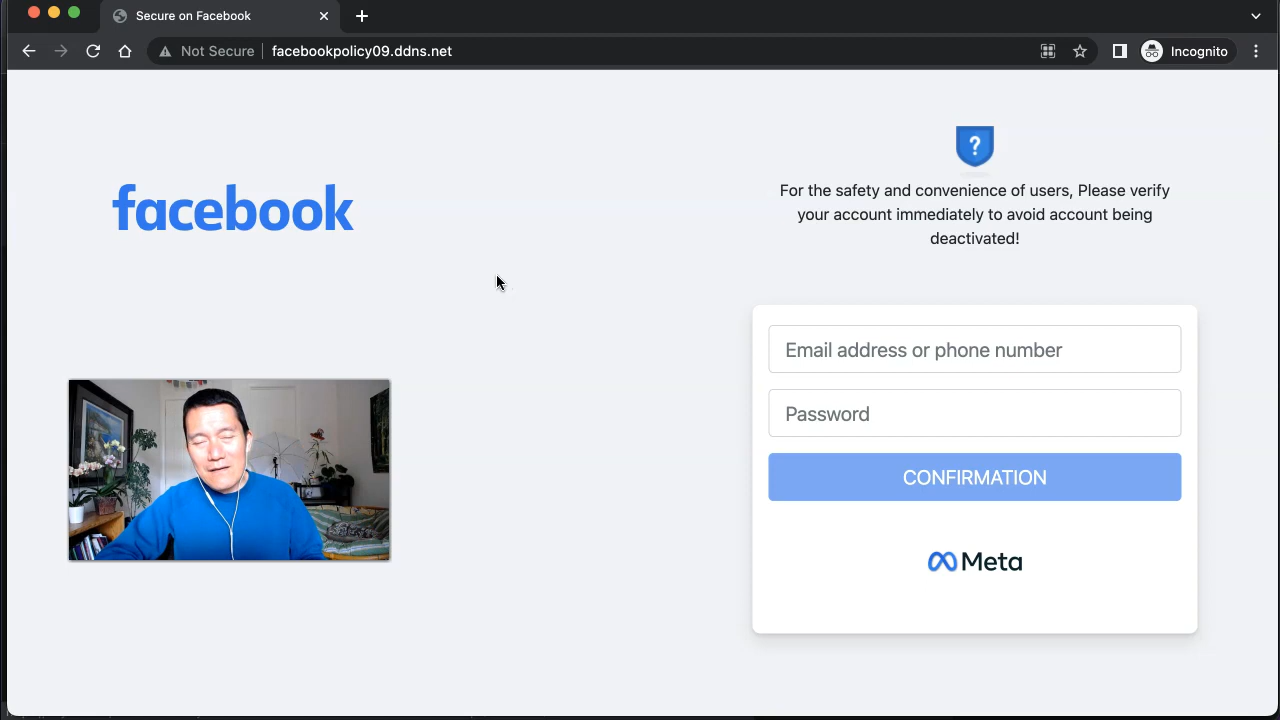 Secure on Facebook
Not Secure facebookpolicy09.ddns.net
Incognito
facebook
For the safety and convenience of users, Please verify
your account immediately to avoid account being
deactivated!
Email address or phone number
Password
CONFIRMATION
Meta